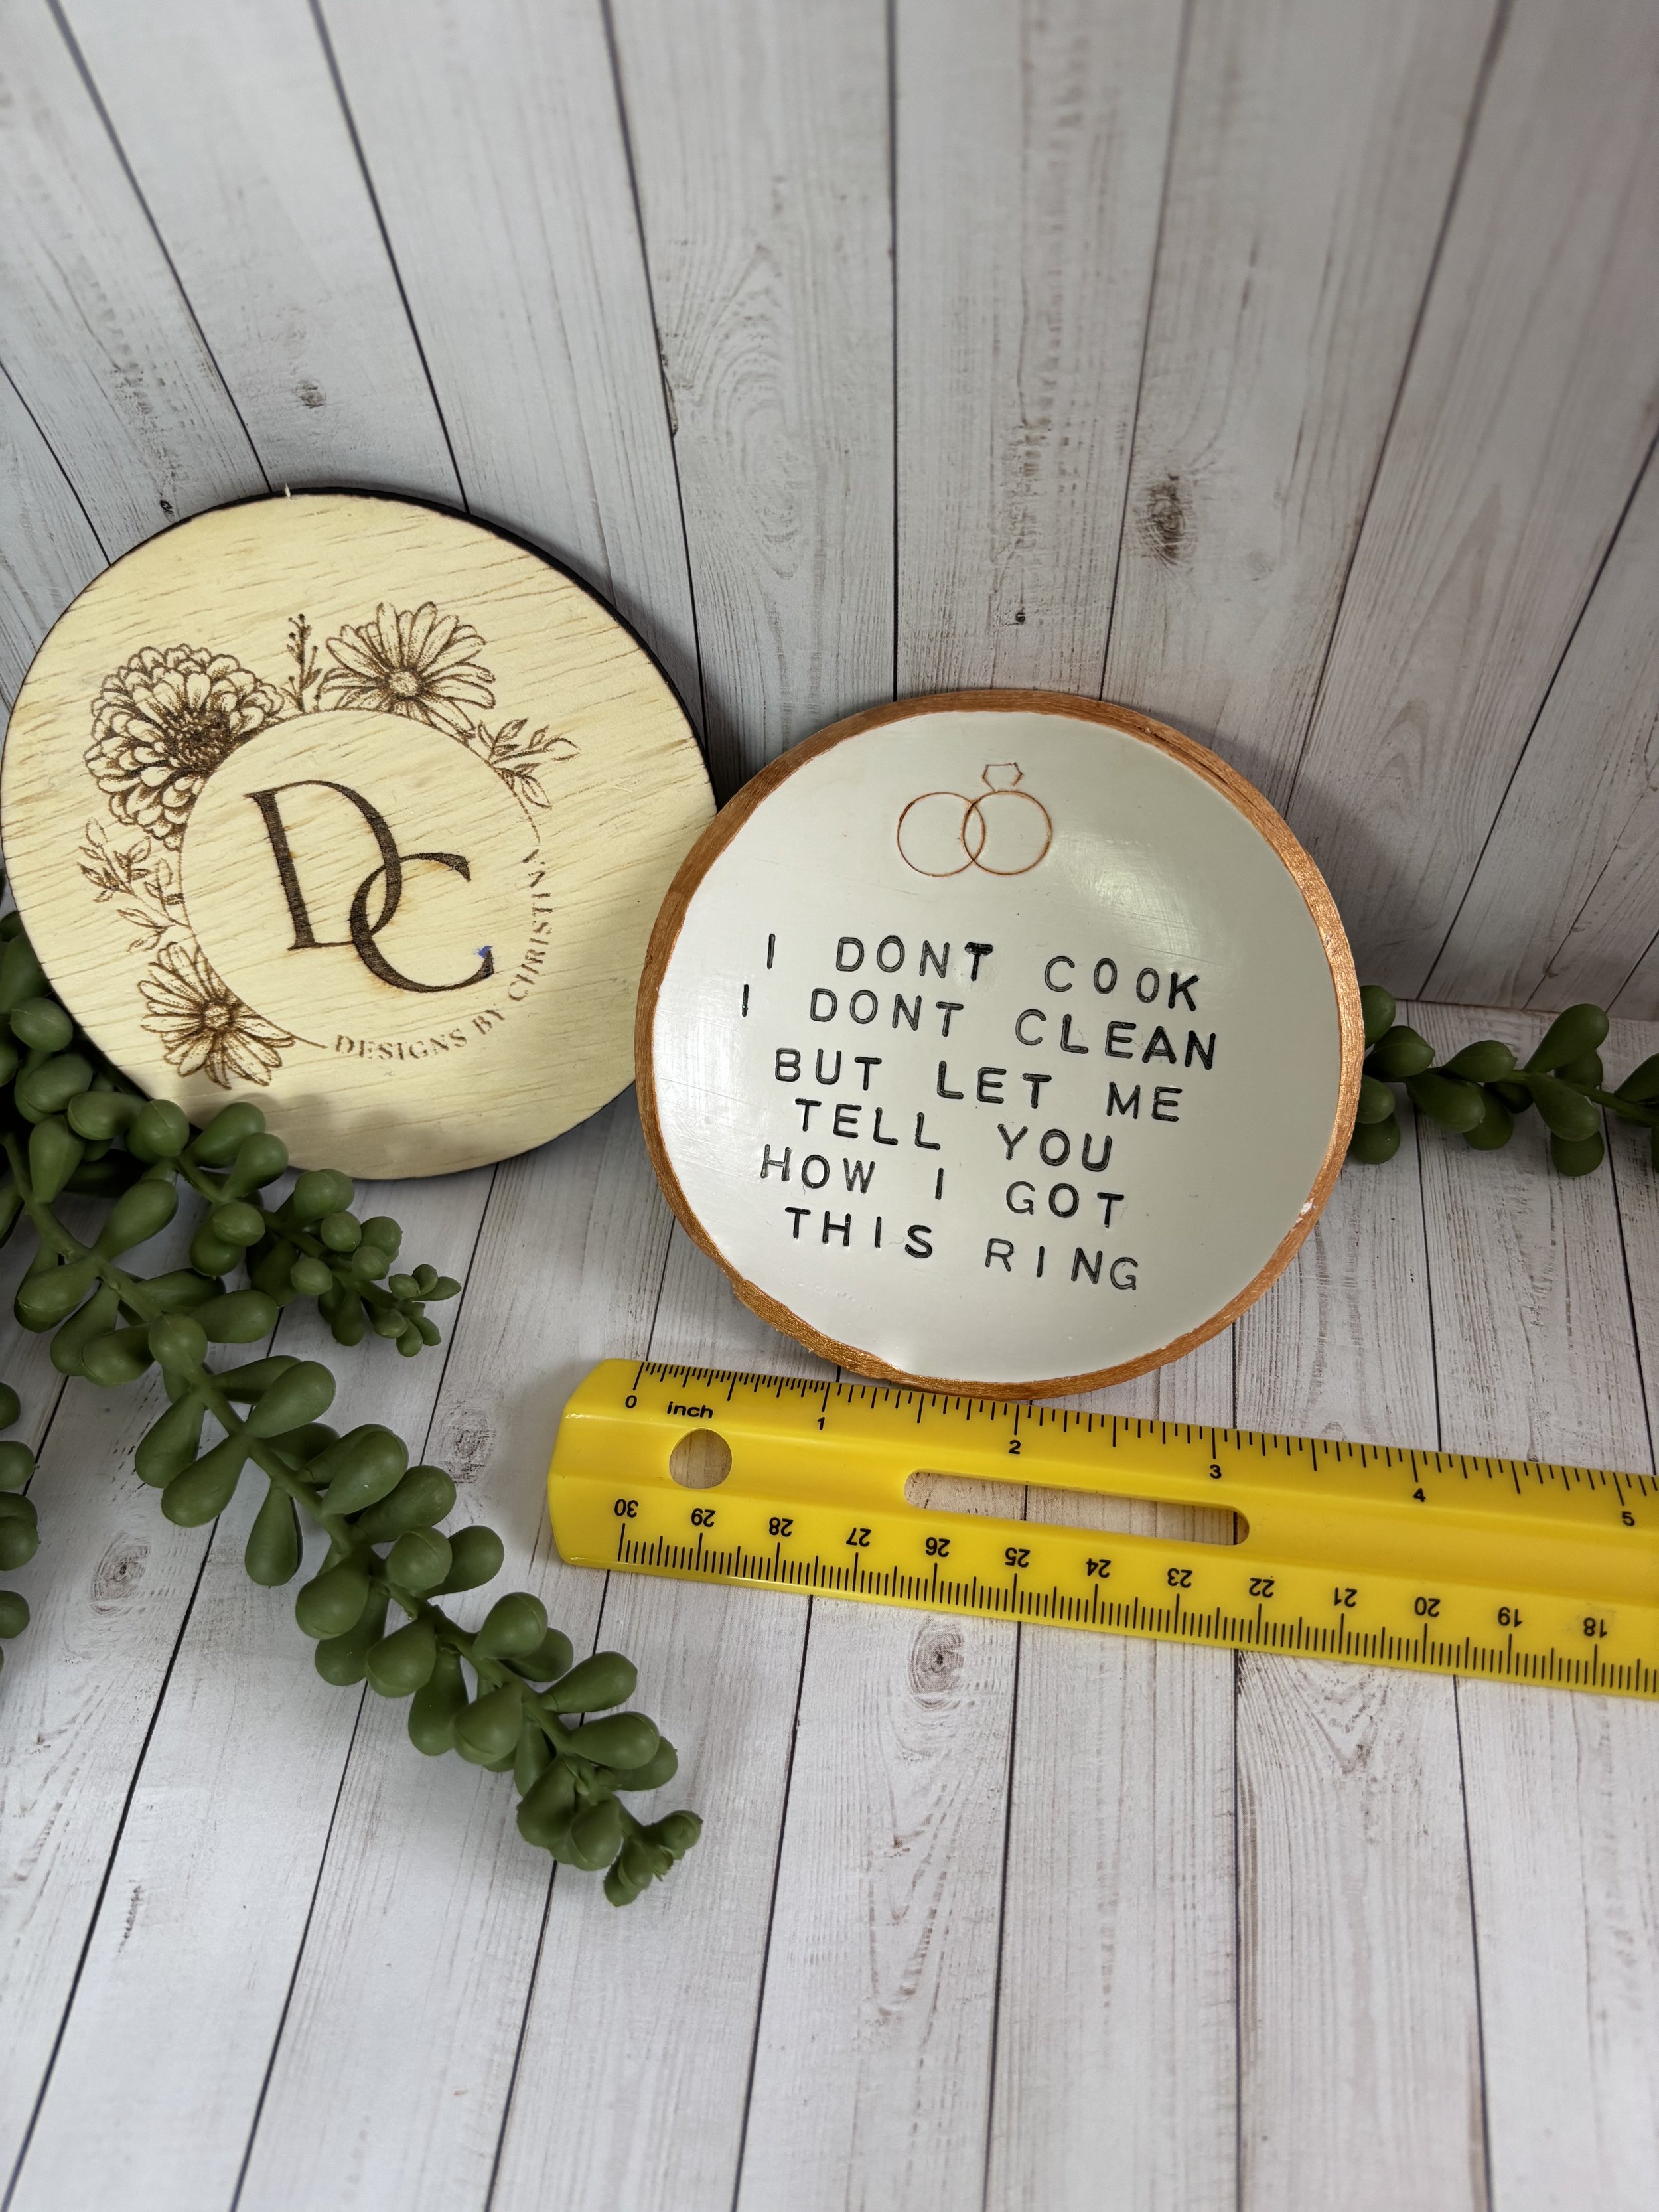 DC
DESIGNS BY CHRISTINE
I DONT COOK
I DONT CLEAN
BUT LET ME
TELL YOU
HOW I GOT
THIS RING
0 inch 1 2 3 4 5
30 29 28 27 26 25 24 23 22 21 20 19 18